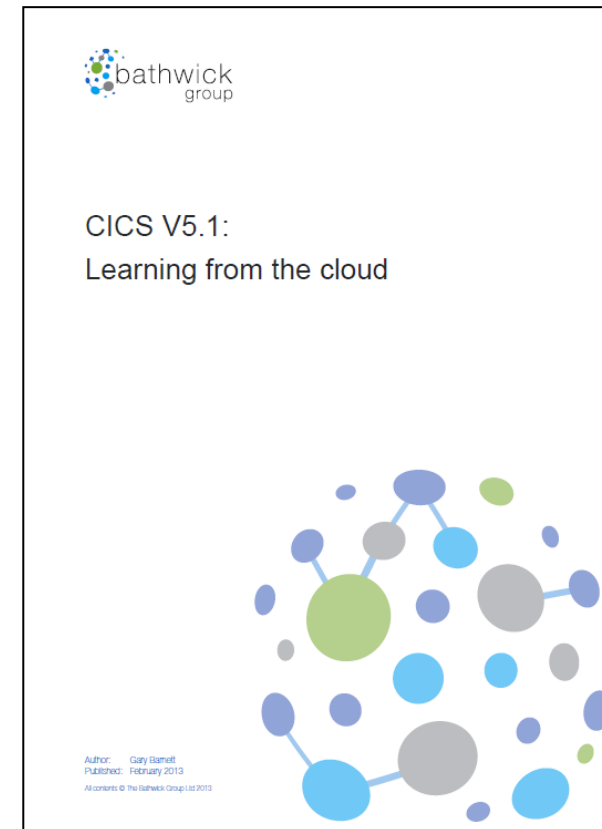 bathwick
group
CICS V5.1:
Learning from the cloud
Author: Gary Barnett
Published: February 2013
All contents © The Bathwick Group Ltd 2013